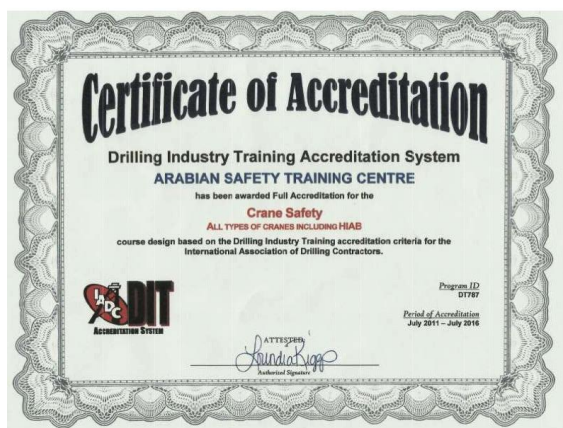 Certificate of Accreditation
Drilling Industry Training Accreditation System
ARABIAN SAFETY TRAINING CENTRE
has been awarded Full Accreditation for the
Crane Safety
ALL TYPES OF CRANES INCLUDING HIAB
course design based on the Drilling Industry Training accreditation criteria for the
International Association of Drilling Contractors.
IADC DIT
ACCREDITATION SYSTEM
Program ID
DT787
Period of Accreditation
July 2011 – July 2016
ATTESTED:
Authorized Signature